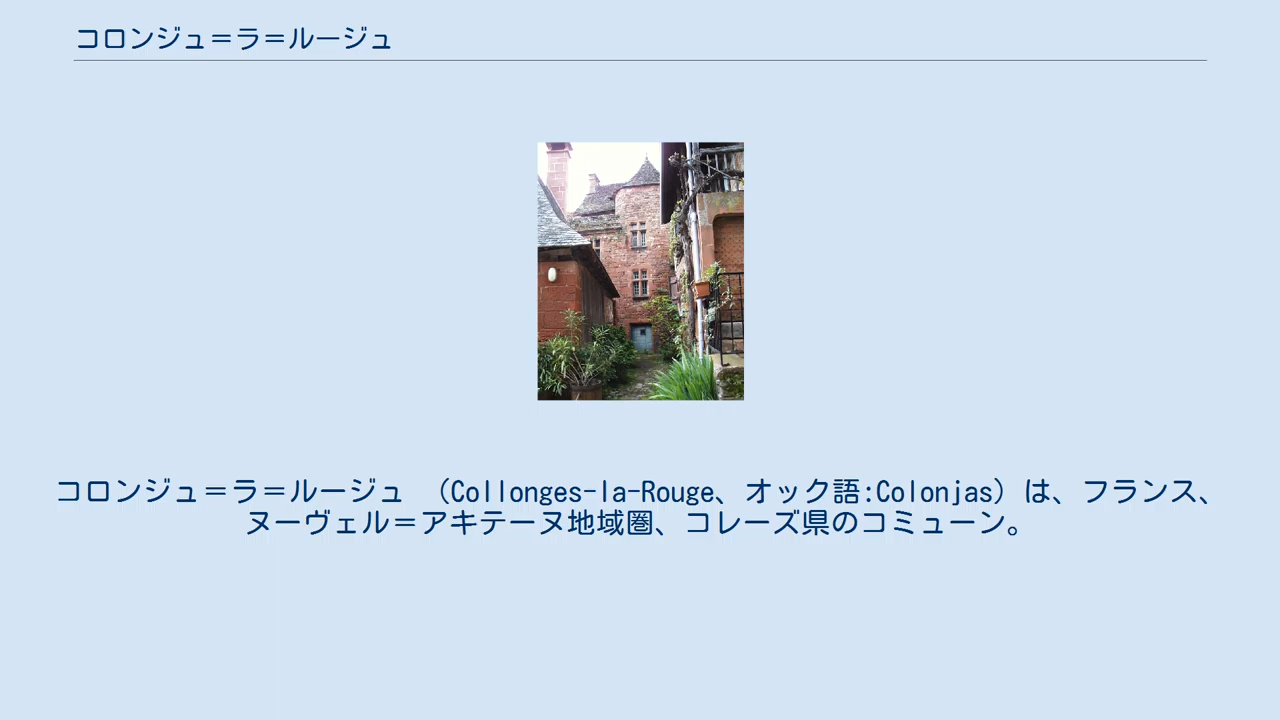 コロンジュ＝ラ＝ルージュ
コロンジュ＝ラ＝ルージュ （Collonges-la-Rouge、オック語:Colonjas）は、フランス、
ヌーヴェル＝アキテーヌ地域圏、コレーズ県のコミューン。